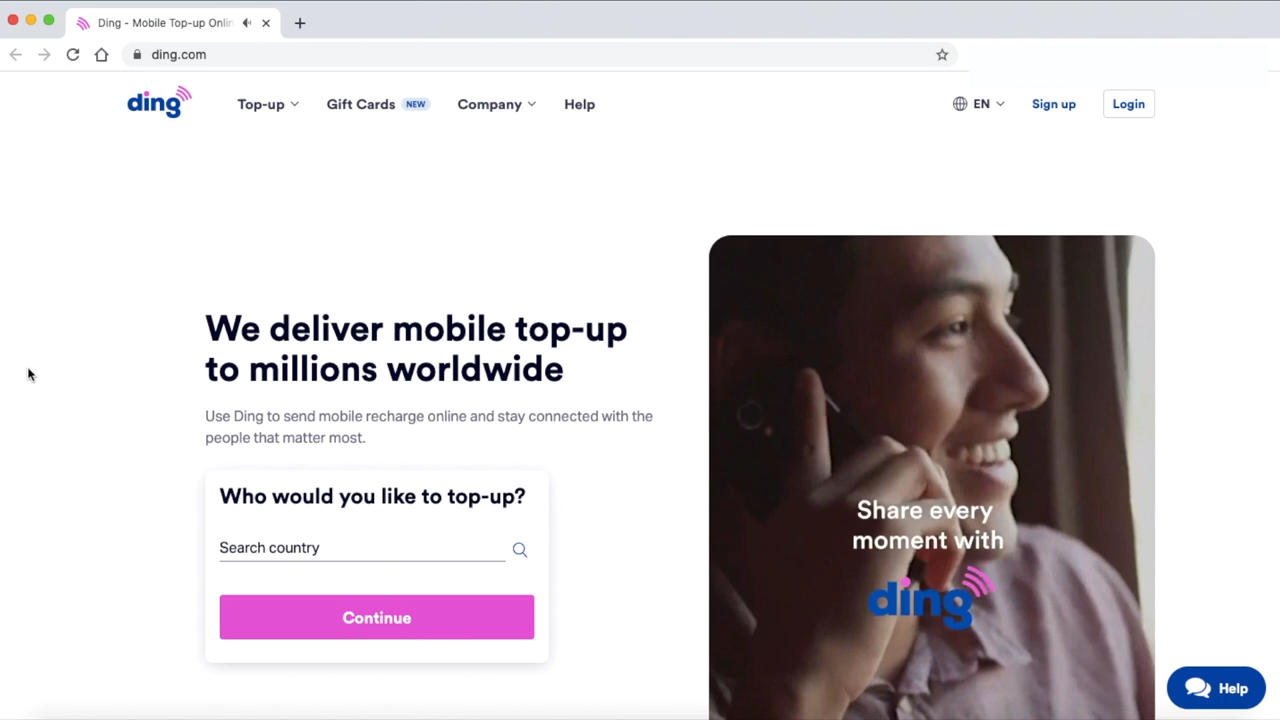 Ding - Mobile Top-up Onlin
ding.com
ding
Top-up
Gift Cards NEW
Company
Help
EN
Sign up
Login
We deliver mobile top-up
to millions worldwide
Use Ding to send mobile recharge online and stay connected with the
people that matter most.
Who would you like to top-up?
Search country
Continue
Share every
moment with
ding
Help